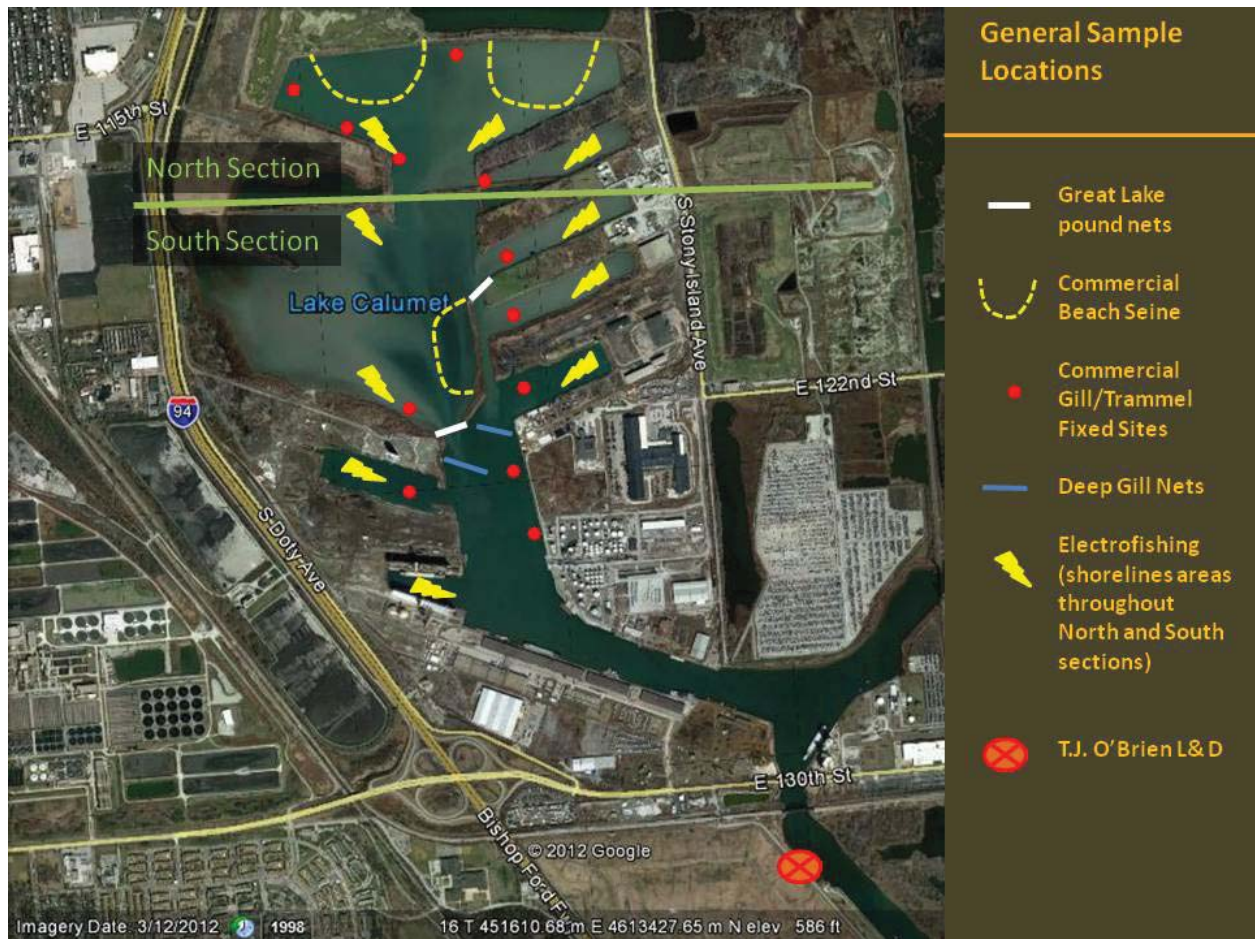 General Sample
Locations
E 115th St
North Section
South Section
Lake Calumet
S Stony Island Ave
E 122nd St
94
S Doty Ave
E 130th St
Bishop Ford F
© 2012 Google
Imagery Date: 3/12/2012
1998
16 T 451610.68 m E 4613427.65 m N elev 586 ft
Great Lake
pound nets
Commercial
Beach Seine
Commercial
Gill/Trammel
Fixed Sites
Deep Gill Nets
Electrofishing
(shorelines areas
throughout
North and South
sections)
T.J. O'Brien L& D